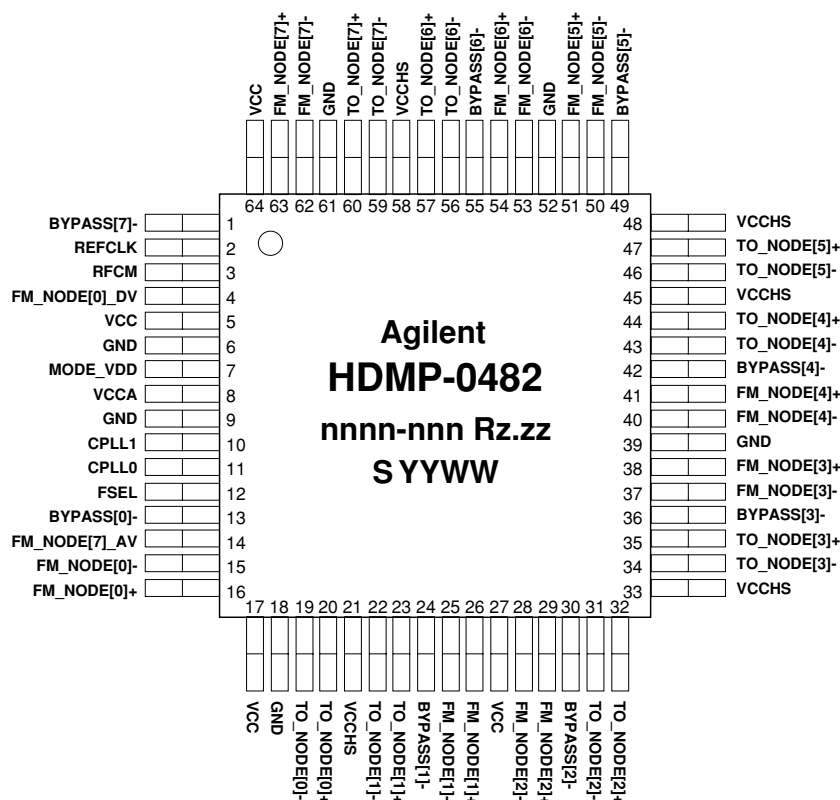 VCC
FM_NODE[7]+
FM_NODE[7]-
GND
TO_NODE[7]+
TO_NODE[7]-
VCCHS
TO_NODE[6]+
TO_NODE[6]-
BYPASS[6]-
FM_NODE[6]+
FM_NODE[6]-
GND
FM_NODE[5]+
FM_NODE[5]-
BYPASS[5]-
64 63 62 61 60 59 58 57 56 55 54 53 52 51 50 49
BYPASS[7]- 1
REFCLK 2
RFCM 3
FM_NODE[0]_DV 4
VCC 5
GND 6
MODE_VDD 7
VCCA 8
GND 9
CPLL1 10
CPLL0 11
FSEL 12
BYPASS[0]- 13
FM_NODE[7]_AV 14
FM_NODE[0]- 15
FM_NODE[0]+ 16
Agilent
HDMP-0482
nnnn-nnn Rz.zz
S YYWW
48 VCCHS
47 TO_NODE[5]+
46 TO_NODE[5]-
45 VCCHS
44 TO_NODE[4]+
43 TO_NODE[4]-
42 BYPASS[4]-
41 FM_NODE[4]+
40 FM_NODE[4]-
39 GND
38 FM_NODE[3]+
37 FM_NODE[3]-
36 BYPASS[3]-
35 TO_NODE[3]+
34 TO_NODE[3]-
33 VCCHS
17 18 19 20 21 22 23 24 25 26 27 28 29 30 31 32
VCC
GND
TO_NODE[0]-
TO_NODE[0]+
VCCHS
TO_NODE[1]-
TO_NODE[1]+
BYPASS[1]-
FM_NODE[1]-
FM_NODE[1]+
VCC
FM_NODE[2]-
FM_NODE[2]+
BYPASS[2]-
TO_NODE[2]-
TO_NODE[2]+